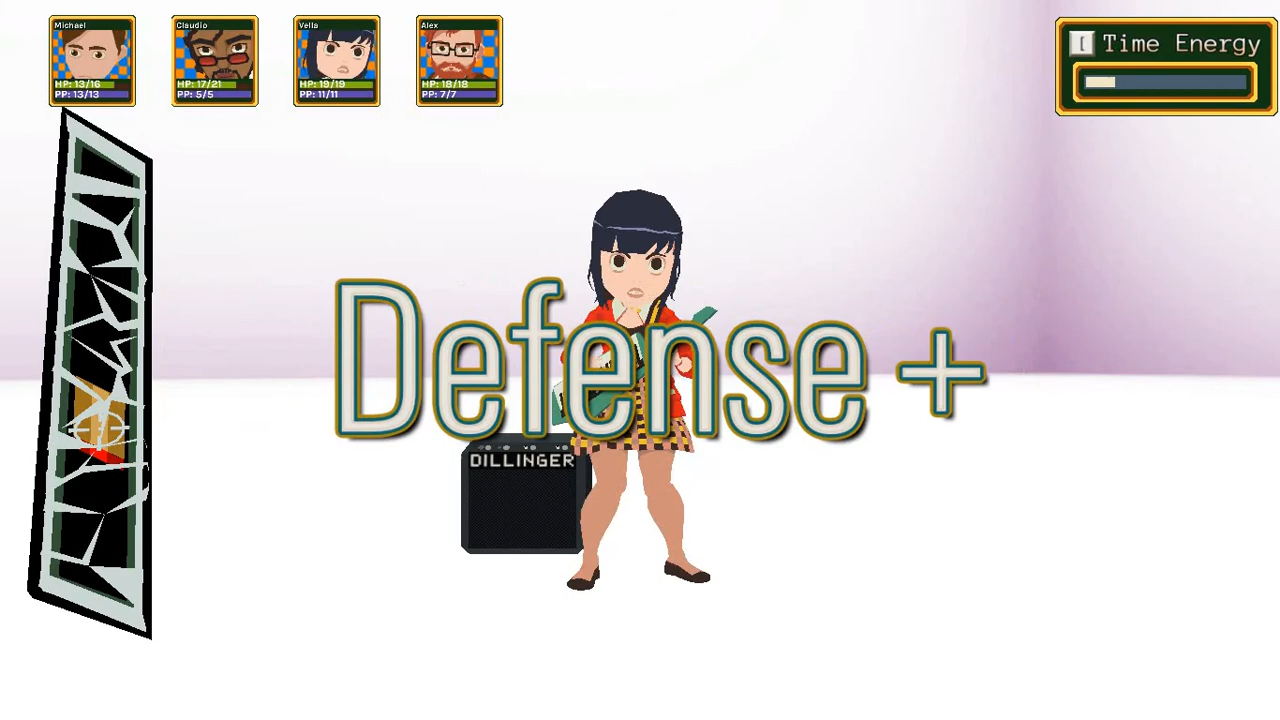 Michael
HP: 13/16
PP: 13/13
Claudio
HP: 17/21
PP: 5/5
Vella
HP: 19/19
PP: 11/11
Alex
HP: 18/18
PP: 7/7
[ Time Energy
Defense +
DILLINGER